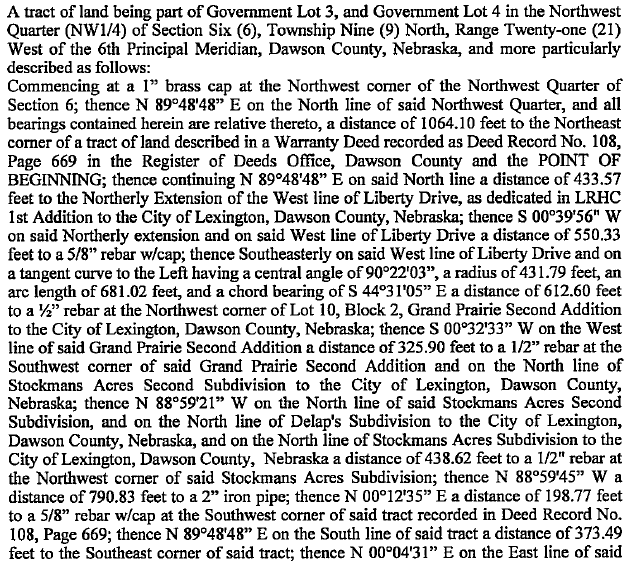 A tract of land being part of Government Lot 3, and Government Lot 4 in the Northwest
Quarter (NW1/4) of Section Six (6), Township Nine (9) North, Range Twenty-one (21)
West of the 6th Principal Meridian, Dawson County, Nebraska, and more particularly
described as follows:
Commencing at a 1” brass cap at the Northwest corner of the Northwest Quarter of
Section 6; thence N 89°48'48” E on the North line of said Northwest Quarter, and all
bearings contained herein are relative thereto, a distance of 1064.10 feet to the Northeast
corner of a tract of land described in a Warranty Deed recorded as Deed Record No. 108,
Page 669 in the Register of Deeds Office, Dawson County and the POINT OF
BEGINNING; thence continuing N 89°48'48” E on said North line a distance of 433.57
feet to the Northerly Extension of the West line of Liberty Drive, as dedicated in LRHC
1st Addition to the City of Lexington, Dawson County, Nebraska; thence S 00°39'56" W
on said Northerly extension and on said West line of Liberty Drive a distance of 550.33
feet to a 5/8” rebar w/cap; thence Southeasterly on said West line of Liberty Drive and on
a tangent curve to the Left having a central angle of 90°22'03”, a radius of 431.79 feet, an
arc length of 681.02 feet, and a chord bearing of S 44°31'05” E a distance of 612.60 feet
to a ½” rebar at the Northwest corner of Lot 10, Block 2, Grand Prairie Second Addition
to the City of Lexington, Dawson County, Nebraska; thence S 00°32'33” W on the West
line of said Grand Prairie Second Addition a distance of 325.90 feet to a 1/2” rebar at the
Southwest corner of said Grand Prairie Second Addition and on the North line of
Stockmans Acres Second Subdivision to the City of Lexington, Dawson County,
Nebraska; thence N 88°59'21” W on the North line of said Stockmans Acres Second
Subdivision, and on the North line of Delap's Subdivision to the City of Lexington,
Dawson County, Nebraska, and on the North line of Stockmans Acres Subdivision to the
City of Lexington, Dawson County, Nebraska a distance of 438.62 feet to a 1/2" rebar at
the Northwest corner of said Stockmans Acres Subdivision; thence N 88°59'45” W a
distance of 790.83 feet to a 2” iron pipe; thence N 00°12'35” E a distance of 198.77 feet
to a 5/8” rebar w/cap at the Southwest corner of said tract recorded in Deed Record No.
108, Page 669; thence N 89°48'48” E on the South line of said tract a distance of 373.49
feet to the Southeast corner of said tract; thence N 00°04'31” E on the East line of said